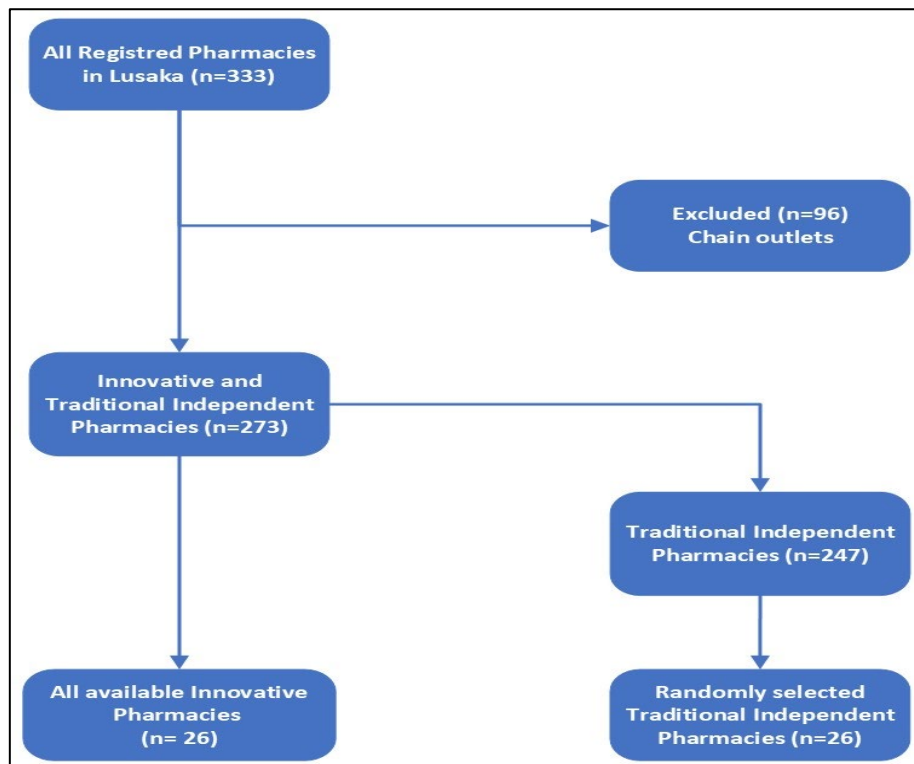 All Registred Pharmacies
in Lusaka (n=333)
Excluded (n=96)
Chain outlets
Innovative and
Traditional Independent
Pharmacies (n=273)
Traditional Independent
Pharmacies (n=247)
All available Innovative
Pharmacies
(n= 26)
Randomly selected
Traditional Independent
Pharmacies (n=26)